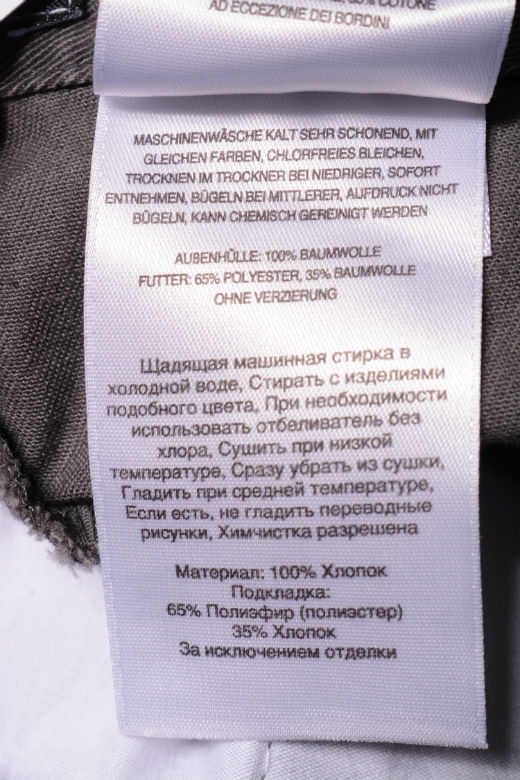 35% COTONE
AD ECCEZIONE DEI BORDINI
MASCHINENWÄSCHE KALT SEHR SCHONEND, MIT
GLEICHEN FARBEN, CHLORFREIES BLEICHEN,
TROCKNEN IM TROCKNER BEI NIEDRIGER, SOFORT
ENTNEHMEN, BÜGELN BEI MITTLERER, AUFDRUCK NICHT
BÜGELN, KANN CHEMISCH GEREINIGT WERDEN
AUßENHÜLLE: 100% BAUMWOLLE
FUTTER: 65% POLYESTER, 35% BAUMWOLLE
OHNE VERZIERUNG
Щадящая машинная стирка в
холодной воде, Стирать с изделиями
подобного цвета, При необходимости
использовать отбеливатель без
хлора, Сушить при низкой
температуре, Сразу убрать из сушки,
Гладить при средней температуре,
Если есть, не гладить переводные
рисунки, Химчистка разрешена
Материал: 100% Хлопок
Подкладка:
65% Полиэфир (полиэстер)
35% Хлопок
За исключением отделки